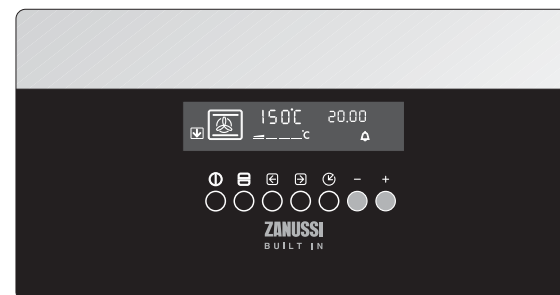 150°C 20.00
°C
− +
ZANUSSI
BUILT IN